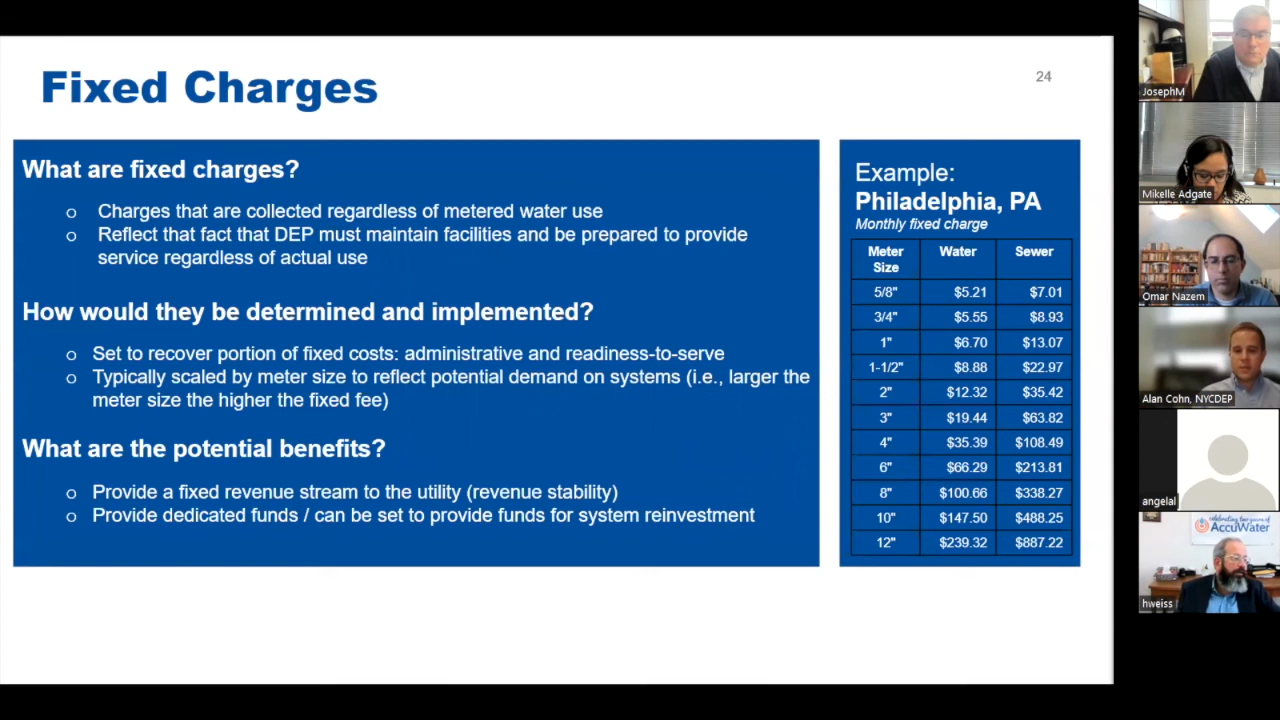 Fixed Charges
24
What are fixed charges?
o Charges that are collected regardless of metered water use
o Reflect that fact that DEP must maintain facilities and be prepared to provide
service regardless of actual use
How would they be determined and implemented?
o Set to recover portion of fixed costs: administrative and readiness-to-serve
o Typically scaled by meter size to reflect potential demand on systems (i.e., larger the
meter size the higher the fixed fee)
What are the potential benefits?
o Provide a fixed revenue stream to the utility (revenue stability)
o Provide dedicated funds / can be set to provide funds for system reinvestment
Example:
Philadelphia, PA
Monthly fixed charge
Meter Size Water Sewer
5/8" $5.21 $7.01
3/4" $5.55 $8.93
1" $6.70 $13.07
1-1/2" $8.88 $22.97
2" $12.32 $35.42
3" $19.44 $63.82
4" $35.39 $108.49
6" $66.29 $213.81
8" $100.66 $338.27
10" $147.50 $488.25
12" $239.32 $887.22
JosephM
Mikelle Adgate
Omar Nazem
Alan Cohn, NYCDEP
angelal
celebrating ten years of
AccuWater
hweiss